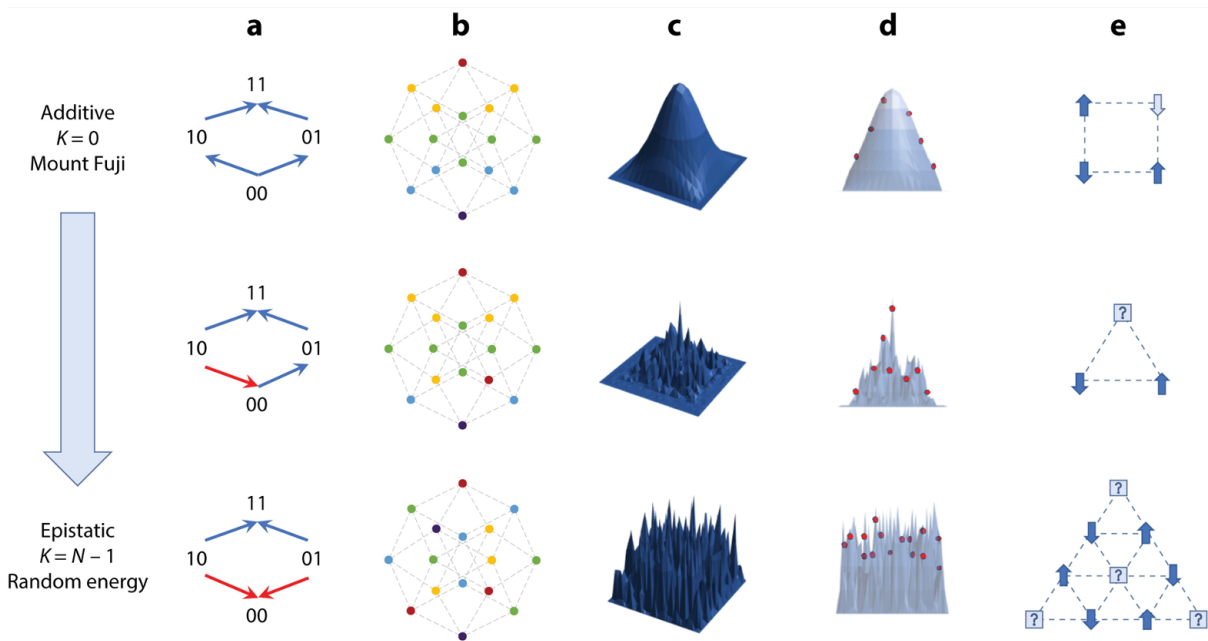 a b c d e
Additive
K = 0
Mount Fuji
11
10 01
00
11
10 01
00
?
Epistatic
K = N – 1
Random energy
11
10 01
00
?
?
? ?